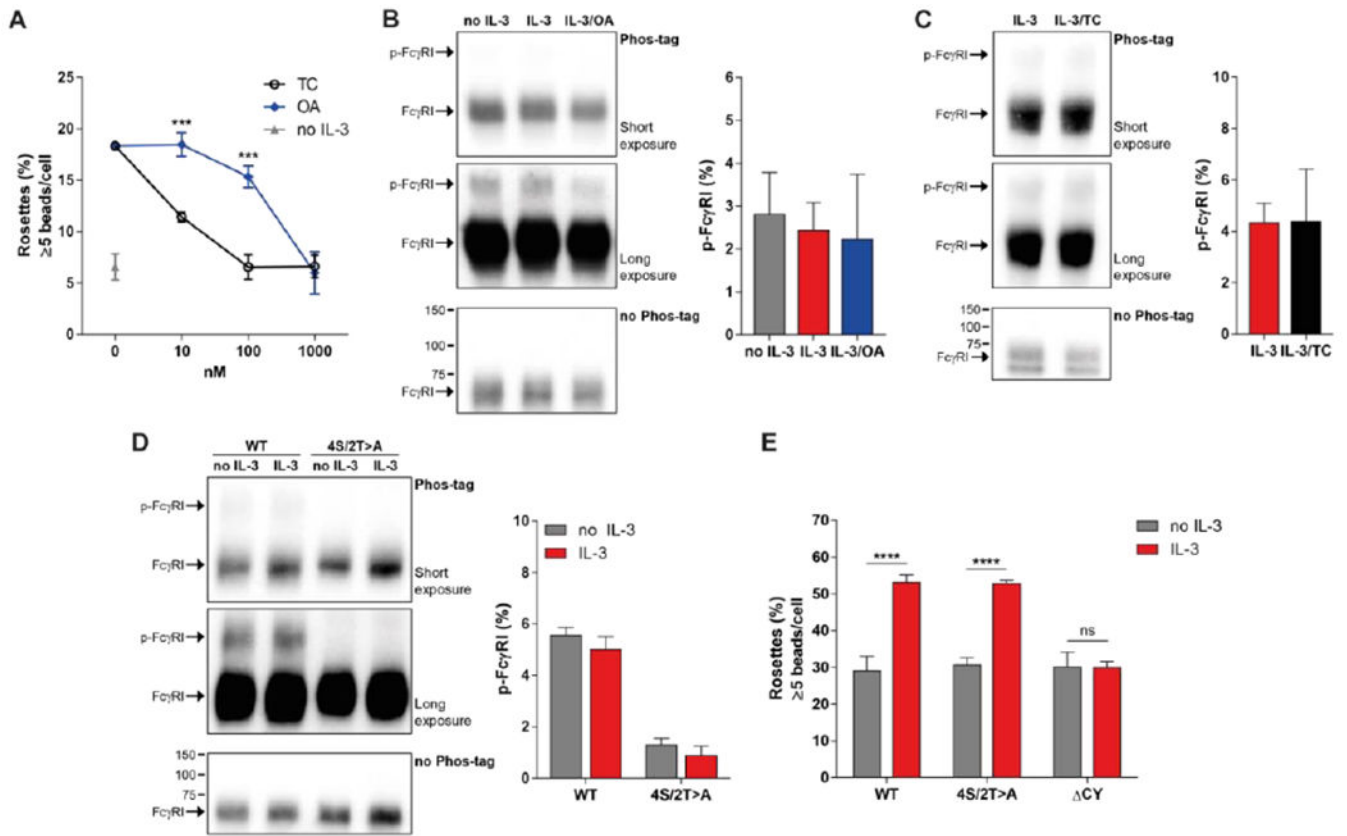 A
25
20
15
10
5
0
Rosettes (%)
≥5 beads/cell
0 10 100 1000
nM
TC
OA
no IL-3
***
***
B
no IL-3 IL-3 IL-3/OA
Phos-tag
p-FcγRI
FcγRI
Short
exposure
p-FcγRI
FcγRI
Long
exposure
no Phos-tag
150
100
75
FcγRI
p-FcγRI (%)
6
5
4
3
2
1
0
no IL-3 IL-3 IL-3/OA
C
IL-3 IL-3/TC
Phos-tag
p-FcγRI
FcγRI
Short
exposure
p-FcγRI
FcγRI
Long
exposure
no Phos-tag
150
100
75
FcγRI
p-FcγRI (%)
10
8
6
4
2
0
IL-3 IL-3/TC
D
WT 4S/2T>A
no IL-3 IL-3 no IL-3 IL-3
Phos-tag
p-FcγRI
FcγRI
Short
exposure
p-FcγRI
FcγRI
Long
exposure
no Phos-tag
150
100
75
FcγRI
p-FcγRI (%)
10
8
6
4
2
0
no IL-3
IL-3
WT 4S/2T>A
E
Rosettes (%)
≥5 beads/cell
70
60
50
40
30
20
10
0
**** **** ns
no IL-3
IL-3
WT 4S/2T>A ΔCY